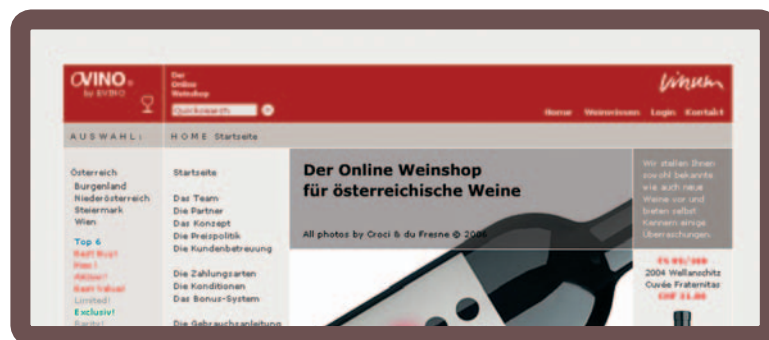 AVINO
by EVINO
Der
Online
Weinshop
Quicksearch
Vinum
Home Weinwissen Login Kontakt
AUSWAHL:
HOME Startseite
Österreich
Burgenland
Niederösterreich
Steiermark
Wien
Top 6
Best Buy!
Aktion!
Best Value!
Limited!
Exclusiv!
Rarity!
Startseite
Das Team
Die Partner
Das Konzept
Die Preispolitik
Die Kundenbetreuung
Die Zahlungsarten
Die Konditionen
Das Bonus-System
Die Gebrauchsanleitung
Der Online Weinshop
für österreichische Weine
All photos by Croci & du Fresne © 2006
Wir stellen Ihnen
sowohl bekannte
wie auch neue
Weine vor und
bieten selbst
Kennern einige
Überraschungen.
2004 Wellanschitz
Cuvée Fraternitas